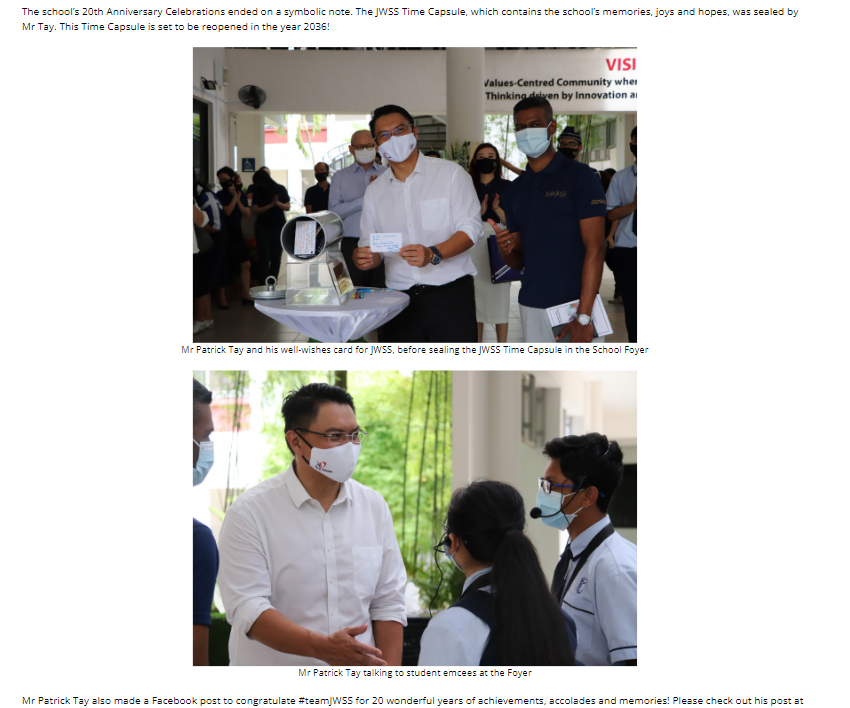 The school's 20th Anniversary Celebrations ended on a symbolic note. The JWSS Time Capsule, which contains the school's memories, joys and hopes, was sealed by
Mr Tay. This Time Capsule is set to be reopened in the year 2036!
VISI
Values-Centred Community wher
Thinking driven by Innovation a
Mr Patrick Tay and his well-wishes card for JWSS, before sealing the JWSS Time Capsule in the School Foyer
Mr Patrick Tay talking to student emcees at the Foyer
Mr Patrick Tay also made a Facebook post to congratulate #teamJWSS for 20 wonderful years of achievements, accolades and memories! Please check out his post at